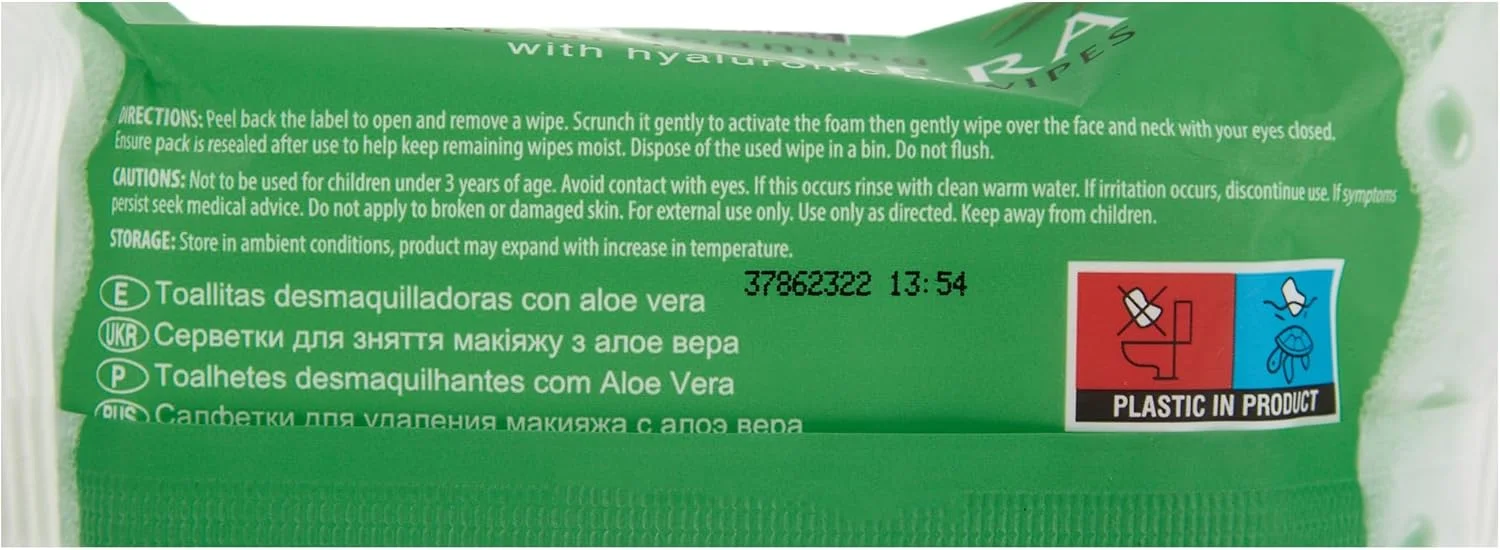 with hyaluronic
ERA
WIPES
DIRECTIONS: Peel back the label to open and remove a wipe. Scrunch it gently to activate the foam then gently wipe over the face and neck with your eyes closed.
Ensure pack is resealed after use to help keep remaining wipes moist. Dispose of the used wipe in a bin. Do not flush.
CAUTIONS: Not to be used for children under 3 years of age. Avoid contact with eyes. If this occurs rinse with clean warm water. If irritation occurs, discontinue use. If symptoms
persist seek medical advice. Do not apply to broken or damaged skin. For external use only. Use only as directed. Keep away from children.
STORAGE: Store in ambient conditions, product may expand with increase in temperature.
37862322 13:54
E Toallitas desmaquilladoras con aloe vera
UKR Серветки для зняття макіяжу з алое вера
P Toalhetes desmaquilhantes com Aloe Vera
RUS Салфетки для удаления макияжа с алоэ вера
PLASTIC IN PRODUCT